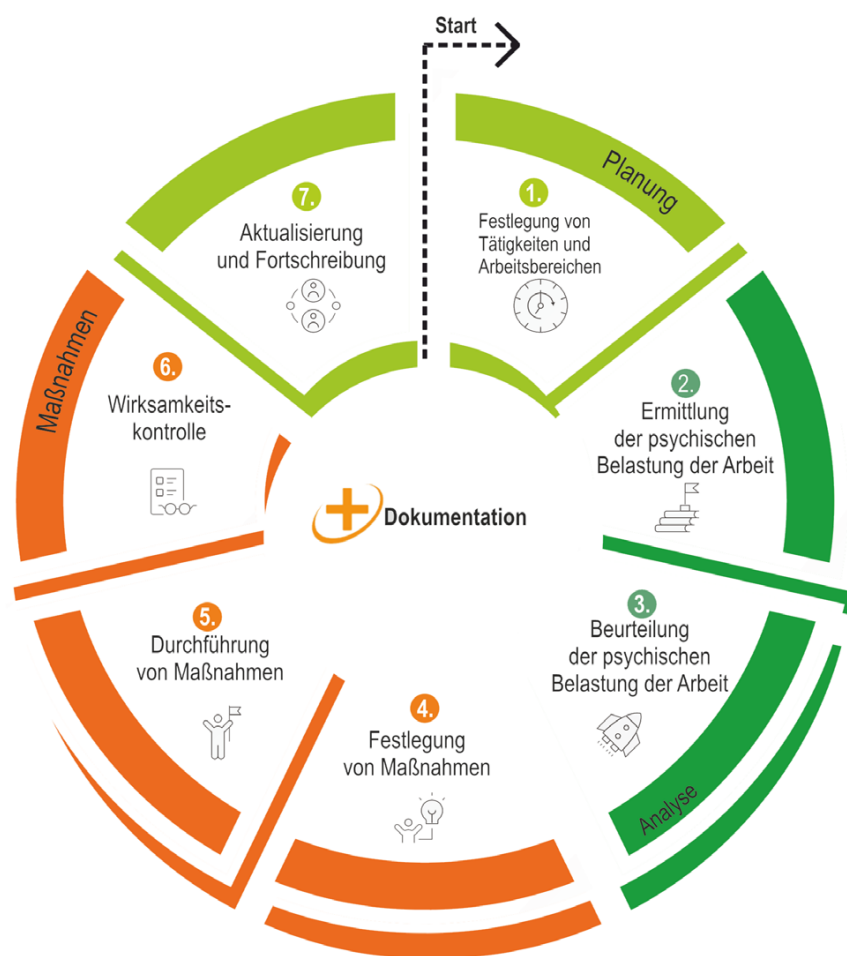 Start
Planung
1.
Festlegung von
Tätigkeiten und
Arbeitsbereichen
2.
Ermittlung
der psychischen
Belastung der Arbeit
3.
Beurteilung
der psychischen
Belastung der Arbeit
Analyse
4.
Festlegung
von Maßnahmen
5.
Durchführung
von Maßnahmen
6.
Wirksamkeits-
kontrolle
Maßnahmen
7.
Aktualisierung
und Fortschreibung
Dokumentation